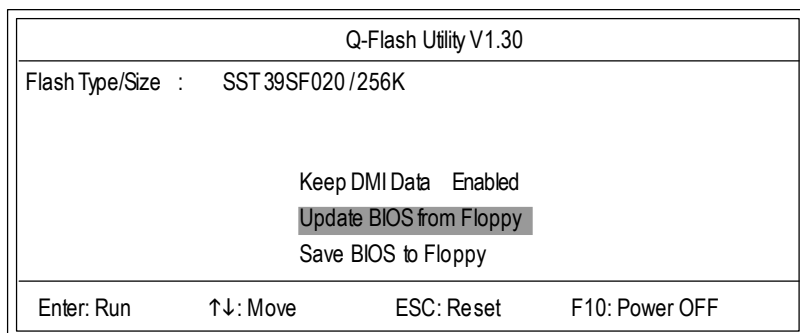 Q-Flash Utility V1.30
Flash Type/Size : SST 39SF020 / 256K
Keep DMI Data Enabled
Update BIOS from Floppy
Save BIOS to Floppy
Enter: Run ↑↓: Move ESC: Reset F10: Power OFF